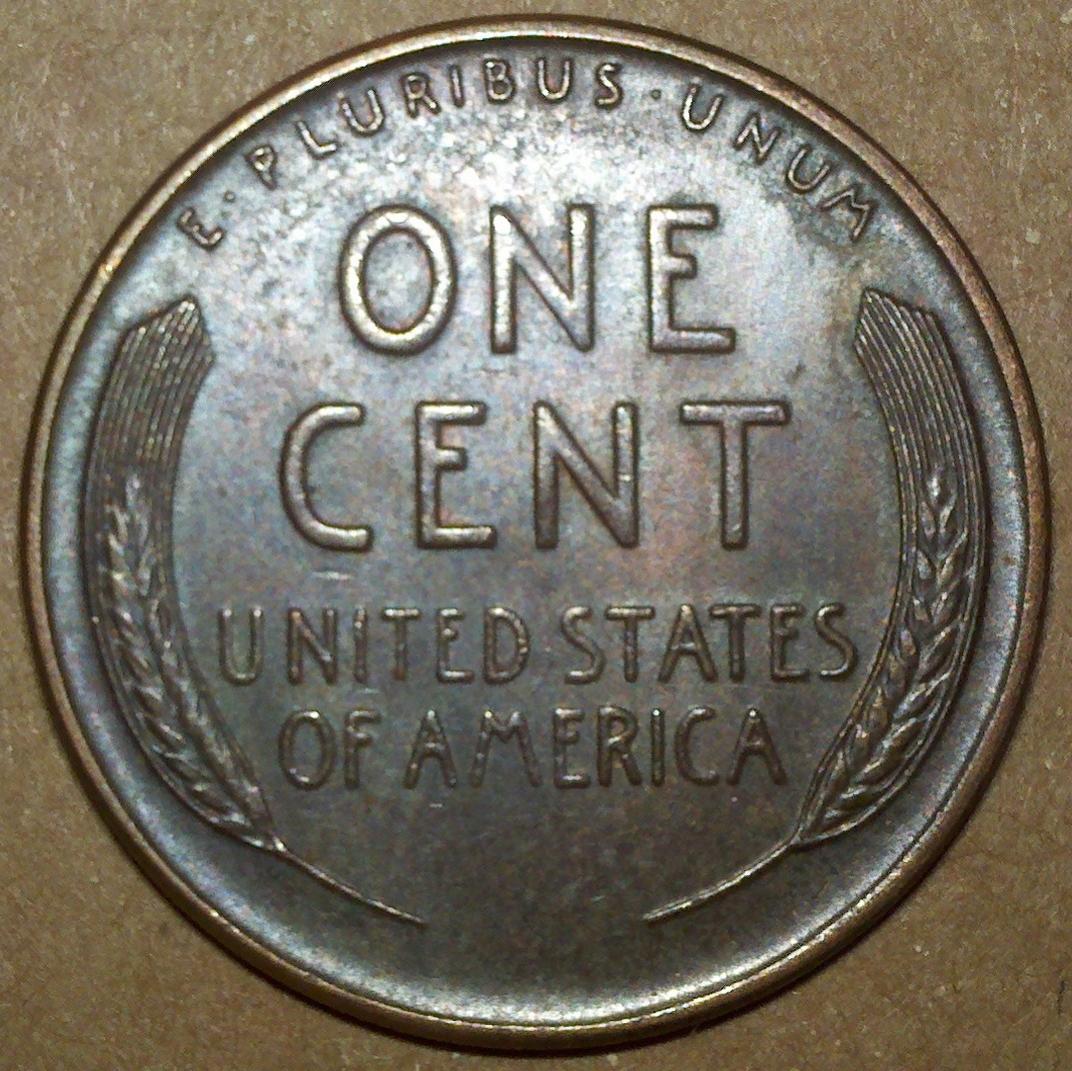 E·PLURIBUS·UNUM
ONE
CENT
UNITED STATES
OF AMERICA